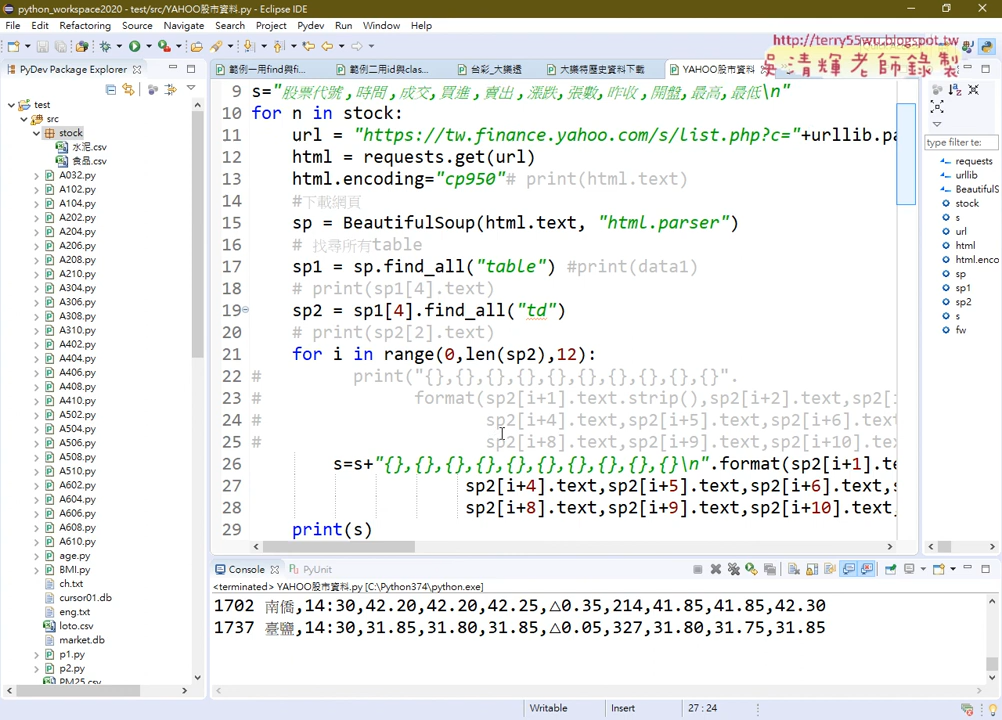 python_workspace2020 - test/src/YAHOO股市資料.py - Eclipse IDE
File Edit Refactoring Source Navigate Search Project Pydev Run Window Help
http://terry55wu.blogspot.tw
吳清輝老師錄製
PyDev Package Explorer
範例一用find與fi...
範例二用id與clas...
台彩_大樂透
大樂特歷史資料下載
YAHOO股市資料
test
src
stock
水泥.csv
食品.csv
A032.py
A102.py
A104.py
A202.py
A204.py
A206.py
A208.py
A210.py
A304.py
A306.py
A308.py
A310.py
A402.py
A404.py
A406.py
A408.py
A410.py
A502.py
A504.py
A506.py
A508.py
A510.py
A602.py
A604.py
A606.py
A608.py
A610.py
age.py
BMI.py
ch.txt
cursor01.db
eng.txt
loto.csv
market.db
p1.py
p2.py
PM25.csv
9 s="股票代號,時間,成交,買進,賣出,漲跌,張數,昨收,開盤,最高,最低\n"
10 for n in stock:
11 url = "https://tw.finance.yahoo.com/s/list.php?c="+urllib.pa
12 html = requests.get(url)
13 html.encoding="cp950"# print(html.text)
14 #下載網頁
15 sp = BeautifulSoup(html.text, "html.parser")
16 # 找尋所有table
17 sp1 = sp.find_all("table") #print(data1)
18 # print(sp1[4].text)
19 sp2 = sp1[4].find_all("td")
20 # print(sp2[2].text)
21 for i in range(0,len(sp2),12):
22 # print("{},{},{},{},{},{},{},{},{},{}".
23 # format(sp2[i+1].text.strip(),sp2[i+2].text,sp2[i
24 # sp2[i+4].text,sp2[i+5].text,sp2[i+6].text
25 # sp2[i+8].text,sp2[i+9].text,sp2[i+10].tex
26 s=s+"{},{},{},{},{},{},{},{},{},{}\n".format(sp2[i+1].te
27 sp2[i+4].text,sp2[i+5].text,sp2[i+6].text,s
28 sp2[i+8].text,sp2[i+9].text,sp2[i+10].text,
29 print(s)
type filter te:
requests
urllib
BeautifulS
stock
s
url
html
html.enco
sp
sp1
sp2
s
fw
Console PyUnit
<terminated> YAHOO股市資料.py [C:\Python374\python.exe]
1702 南僑,14:30,42.20,42.20,42.25,△0.35,214,41.85,41.85,42.30
1737 臺鹽,14:30,31.85,31.80,31.85,△0.05,327,31.80,31.75,31.85
Writable Insert 27 : 24